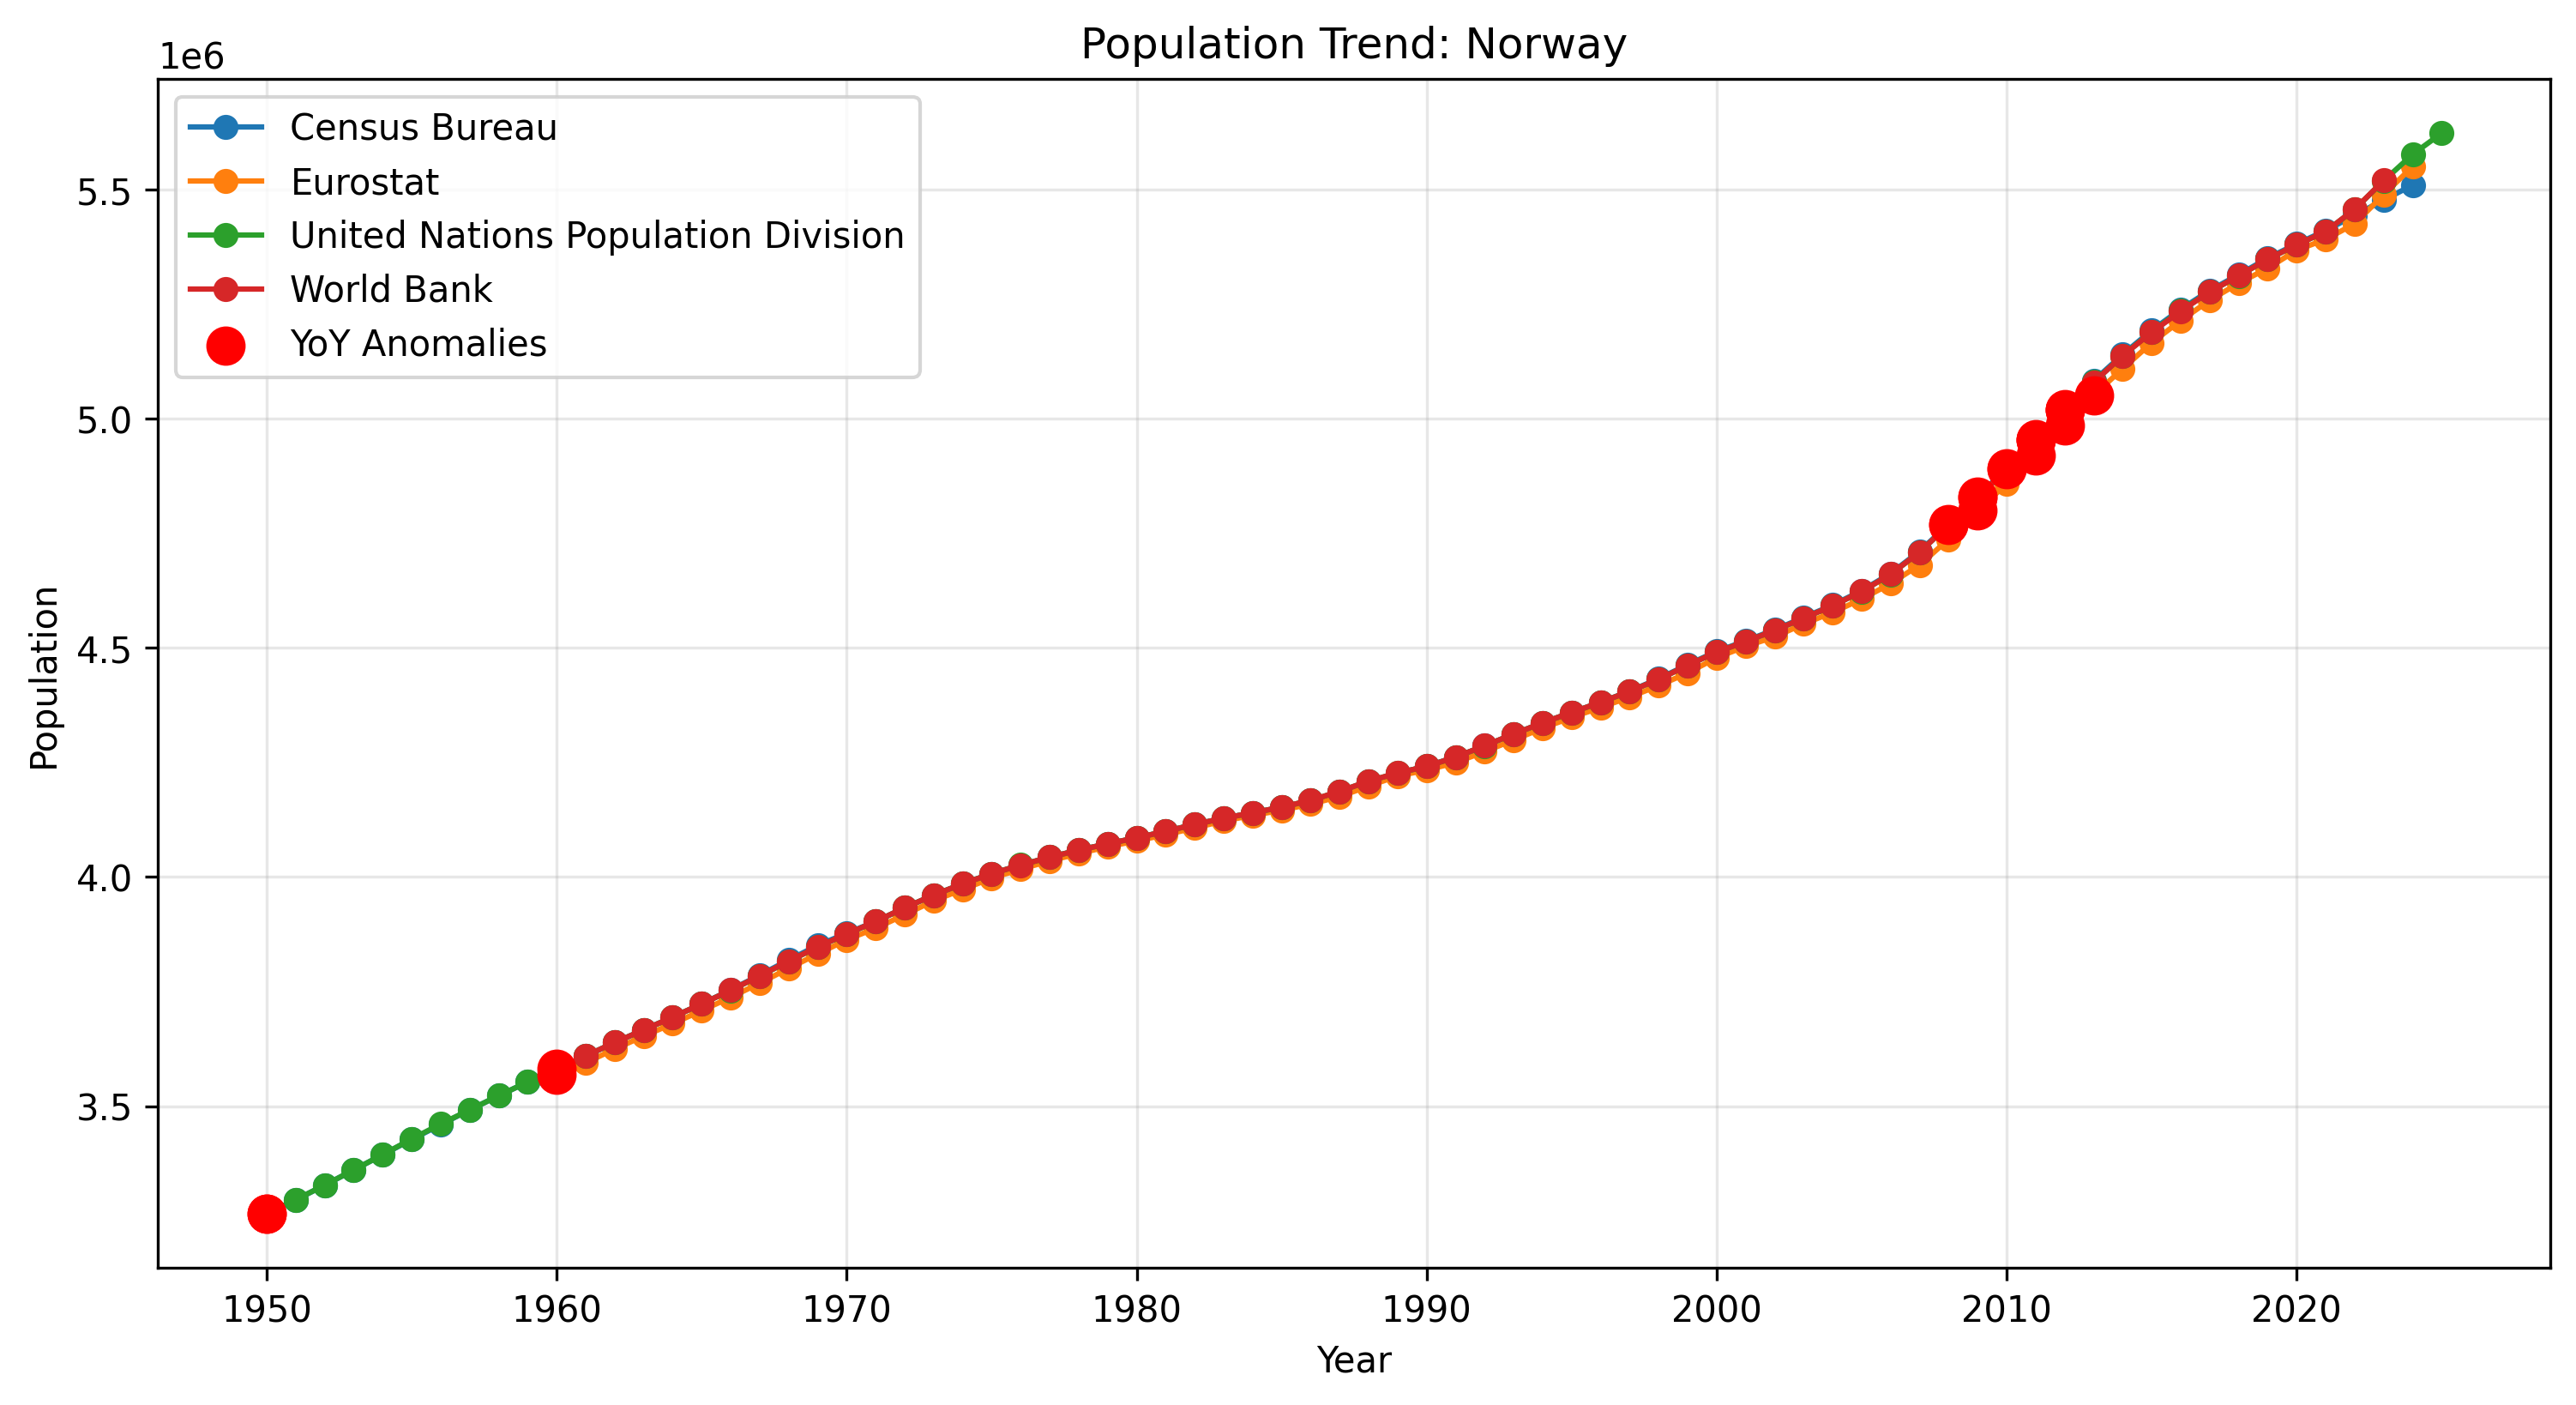 Population Trend: Norway
1e6
Census Bureau
Eurostat
United Nations Population Division
World Bank
YoY Anomalies
5.5
5.0
4.5
4.0
3.5
Population
1950 1960 1970 1980 1990 2000 2010 2020
Year